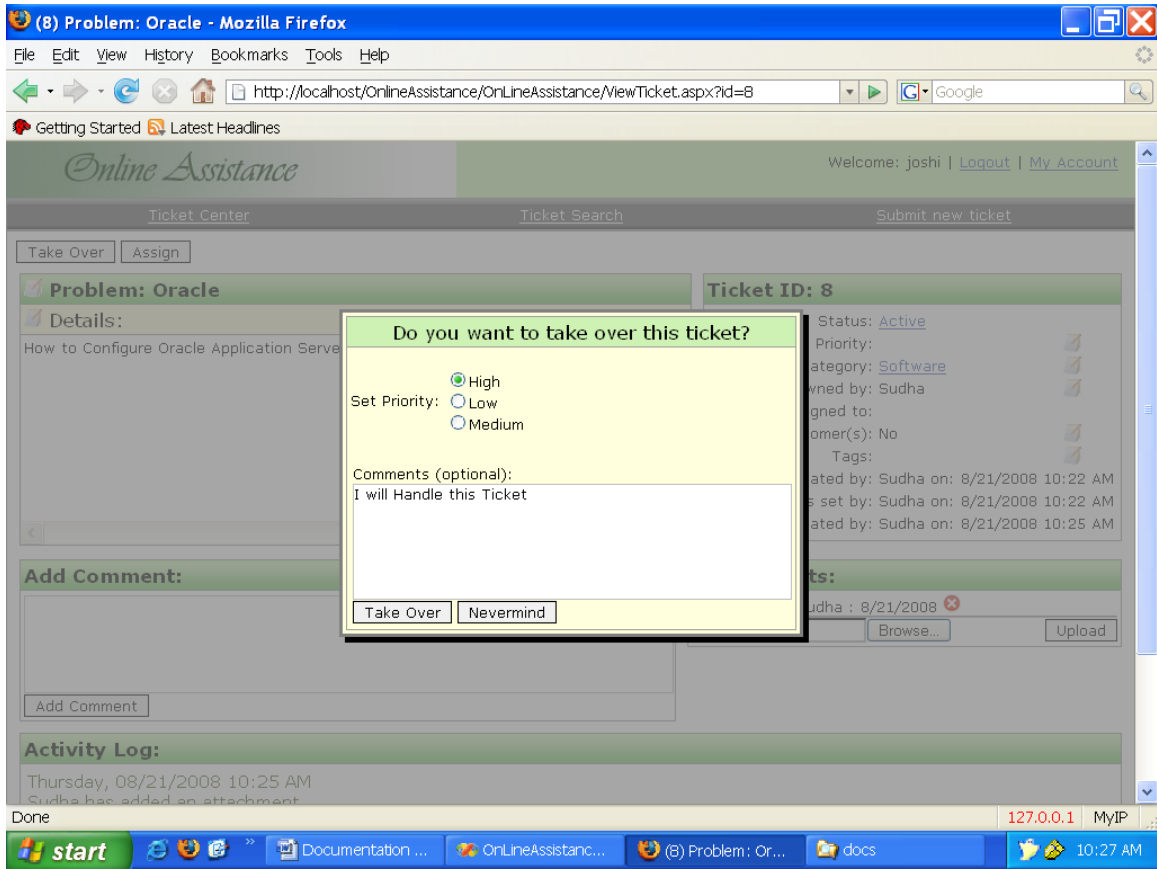 (8) Problem: Oracle - Mozilla Firefox
File Edit View History Bookmarks Tools Help
http://localhost/OnlineAssistance/OnLineAssistance/ViewTicket.aspx?id=8 G Google
Getting Started Latest Headlines
Online Assistance
Welcome: joshi | Logout | My Account
Ticket Center Ticket Search Submit new ticket
Take Over Assign
Problem: Oracle
Details:
How to Configure Oracle Application Serve
Ticket ID: 8
Status: Active
Priority:
ategory: Software
wned by: Sudha
gned to:
omer(s): No
Tags:
ated by: Sudha on: 8/21/2008 10:22 AM
s set by: Sudha on: 8/21/2008 10:22 AM
ated by: Sudha on: 8/21/2008 10:25 AM
Do you want to take over this ticket?
Set Priority:
High
Low
Medium
Comments (optional):
I will Handle this Ticket
Take Over Nevermind
Add Comment:
Add Comment
ts:
udha : 8/21/2008
Browse... Upload
Activity Log:
Thursday, 08/21/2008 10:25 AM
Sudha has added an attachment
Done 127.0.0.1 MyIP
start Documentation ... OnLineAssistanc... (8) Problem: Or... docs 10:27 AM